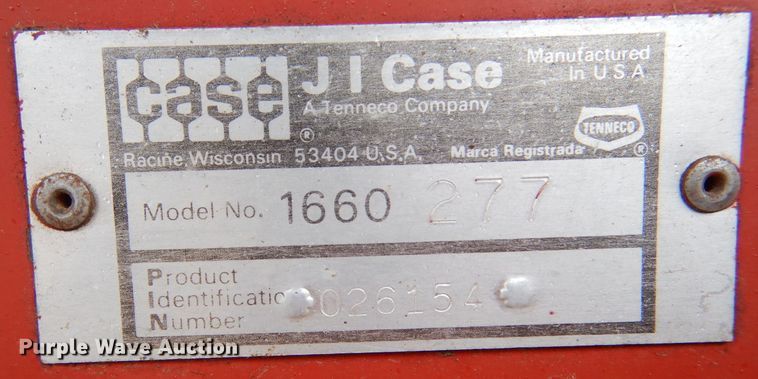 case
J I Case
A Tenneco Company
Manufactured
In U S A
TENNECO
®
®
Racine, Wisconsin 53404 U.S.A. Marca Registrada
Model No. 1660 277
Product
Identification
Number
026154
Purple Wave Auction